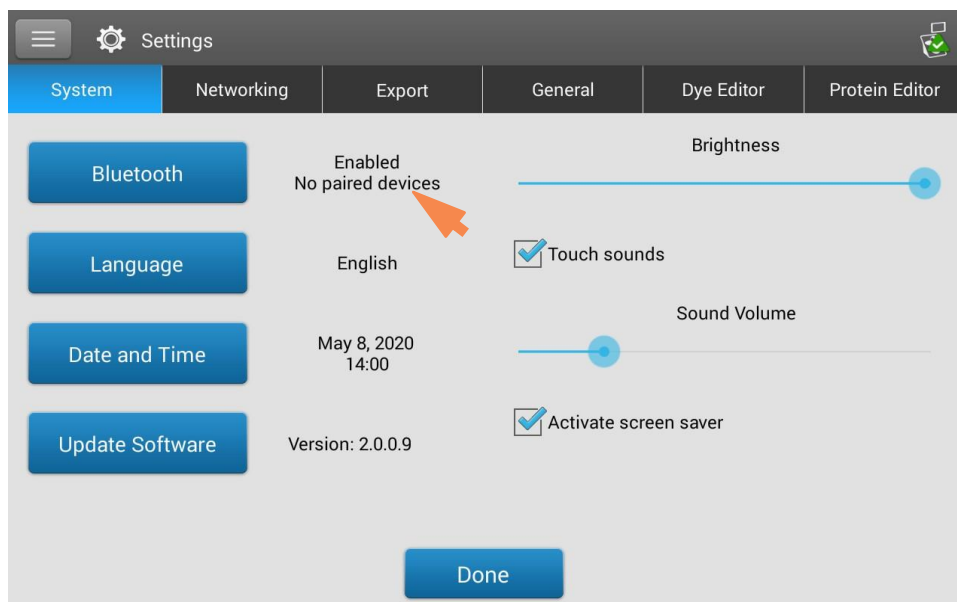 Settings
System
Networking
Export
General
Dye Editor
Protein Editor
Bluetooth
Enabled
No paired devices
Brightness
Language
English
Touch sounds
Sound Volume
Date and Time
May 8, 2020
14:00
Update Software
Version: 2.0.0.9
Activate screen saver
Done